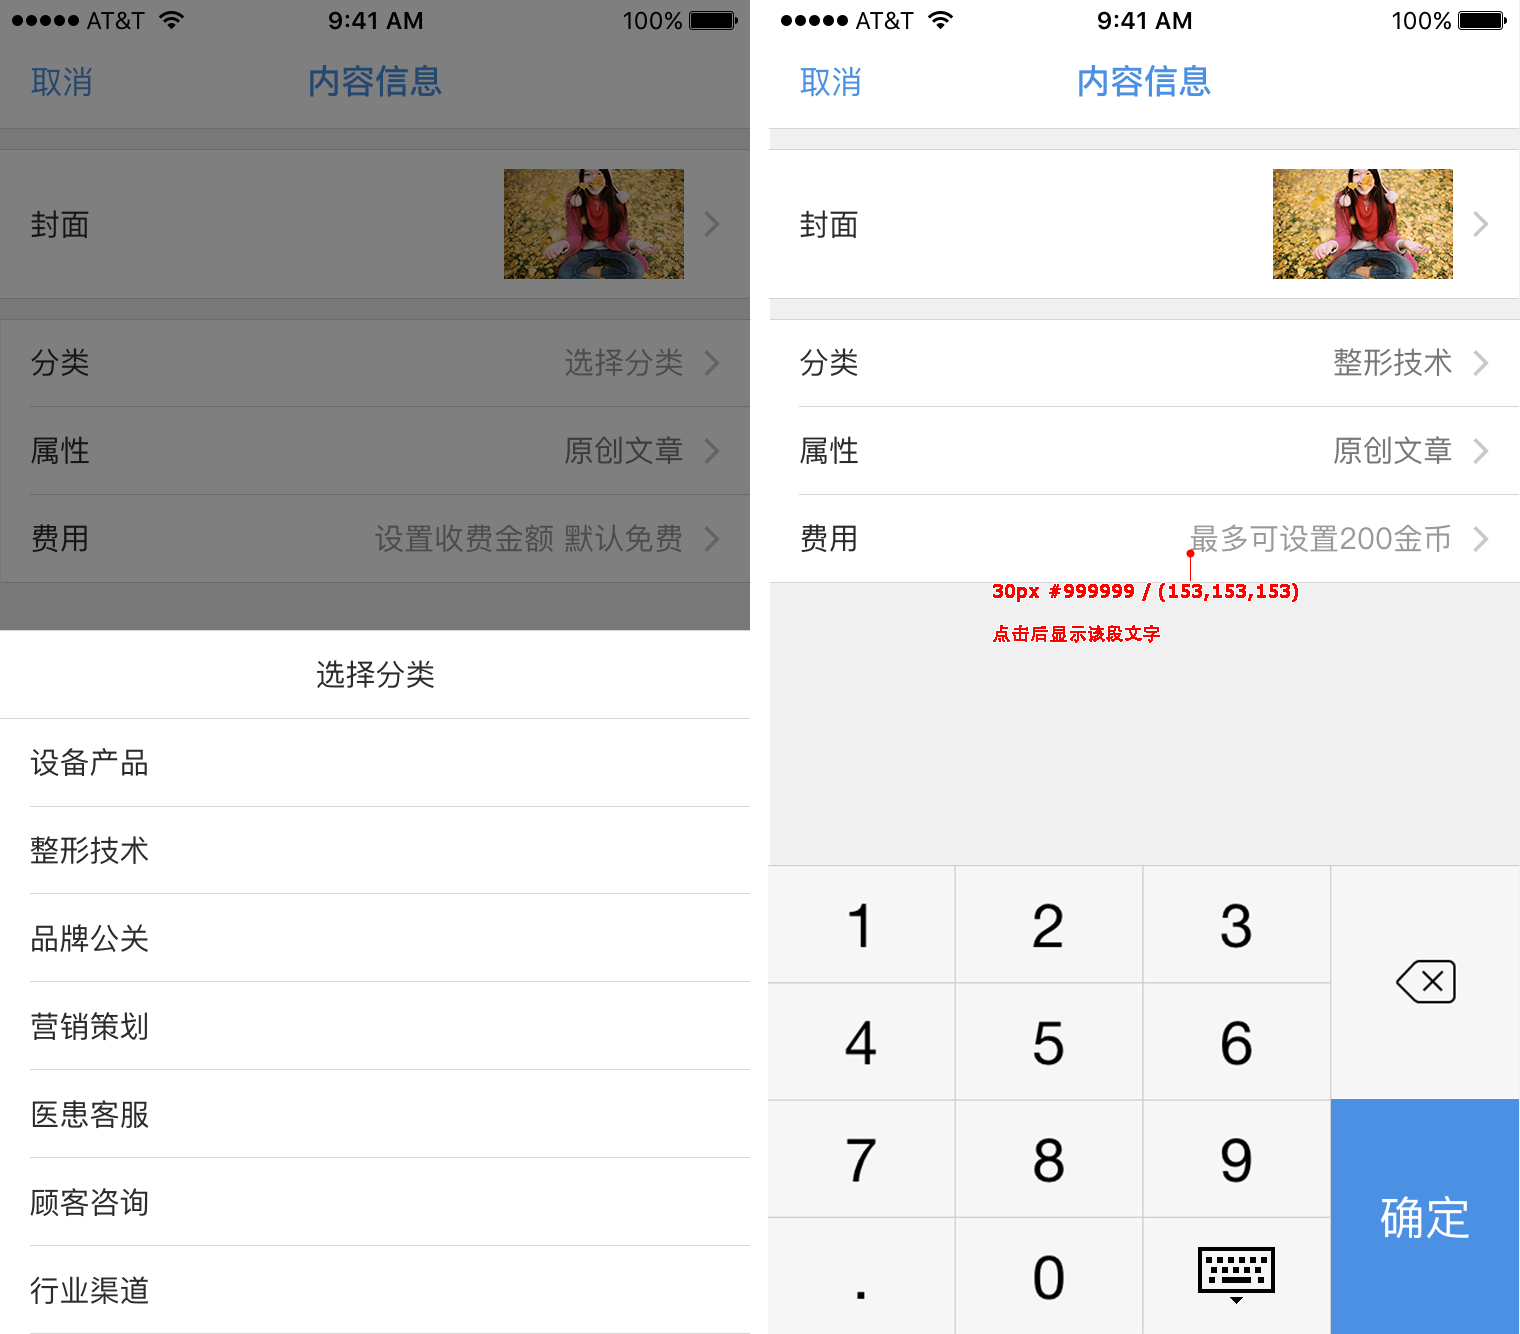 AT&T 9:41 AM 100%
取消 内容信息
封面
分类 选择分类
属性 原创文章
费用 设置收费金额 默认免费
选择分类
设备产品
整形技术
品牌公关
营销策划
医患客服
顾客咨询
行业渠道
AT&T 9:41 AM 100%
取消 内容信息
封面
分类 整形技术
属性 原创文章
费用 最多可设置200金币
30px #999999 / (153,153,153)
点击后显示该段文字
1 2 3
4 5 6
7 8 9
确定
. 0